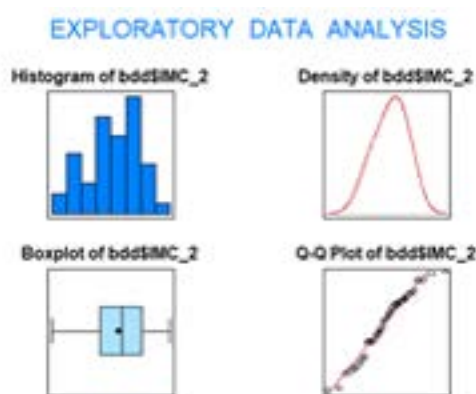 EXPLORATORY DATA ANALYSIS
Histogram of bdd$IMC_2
Density of bdd$IMC_2
Boxplot of bdd$IMC_2
Q-Q Plot of bdd$IMC_2